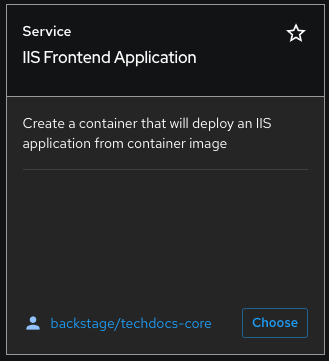 Service
IIS Frontend Application
Create a container that will deploy an IIS
application from container image
backstage/techdocs-core
Choose